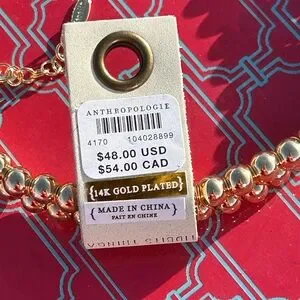 ANTHROPOLOGIE
4170 104028899
$48.00 USD
$54.00 CAD
{14K GOLD PLATED}
{MADE IN CHINA}
FAIT EN CHINE